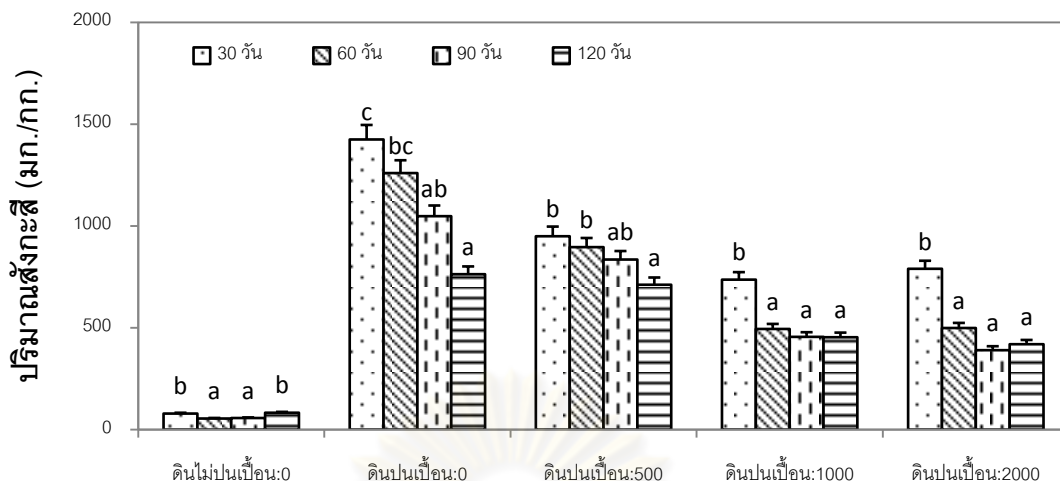 2000
1500
1000
500
0
ปริมาณสังกะสี (มก./กก.)
30 วัน 60 วัน 90 วัน 120 วัน
b a a b
c bc ab a
b b ab a
b a a a
b a a a
ดินไม่ปนเปื้อน:0 ดินปนเปื้อน:0 ดินปนเปื้อน:500 ดินปนเปื้อน:1000 ดินปนเปื้อน:2000